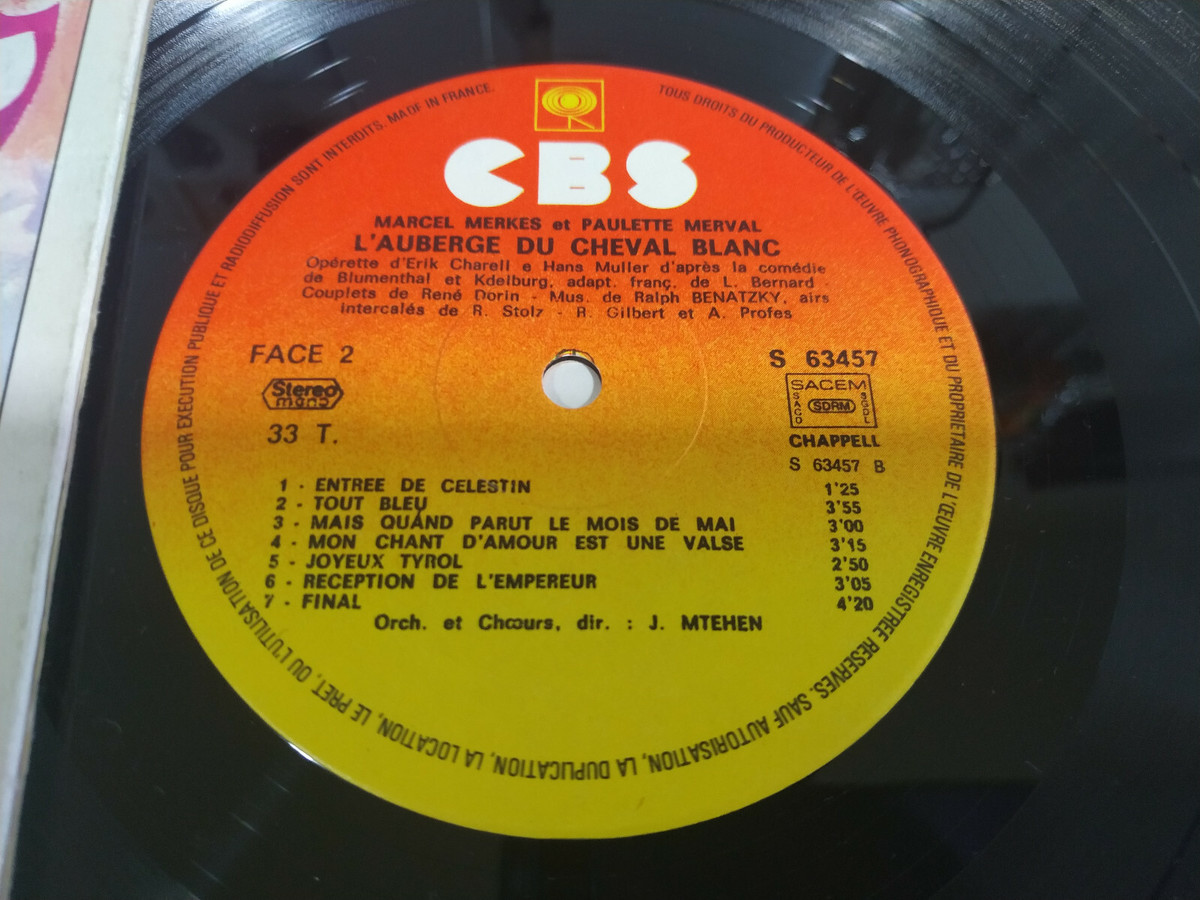 TOUS DROITS DU PRODUCTEUR DE L'ŒUVRE PHONOGRAPHIQUE ET DU PROPRIETAIRE DE L'ŒUVRE ENREGISTREE RESERVES. SAUF AUTORISATION, LA DUPLICATION, LA LOCATION, LE PRET, OU L'UTILISATION DE CE DISQUE POUR EXECUTION PUBLIQUE ET RADIODIFFUSION SONT INTERDITS. MADE IN FRANCE.
CBS
MARCEL MERKES et PAULETTE MERVAL
L'AUBERGE DU CHEVAL BLANC
Opérette d'Erik Charell e Hans Muller d'après la comédie
de Blumenthal et Kdelburg, adapt. franç. de L. Bernard -
Couplets de René Dorin - Mus. de Ralph BENATZKY, airs
intercalés de R. Stolz - R. Gilbert et A. Profes
FACE 2
S 63457
Stereo
mono
SACEM
SACD
SDRM
SGDL
33 T.
CHAPPELL
S 63457 B
1 - ENTREE DE CELESTIN 1'25
2 - TOUT BLEU 3'55
3 - MAIS QUAND PARUT LE MOIS DE MAI 3'00
4 - MON CHANT D'AMOUR EST UNE VALSE 3'15
5 - JOYEUX TYROL 2'50
6 - RECEPTION DE L'EMPEREUR 3'05
7 - FINAL 4'20
Orch. et Chœurs, dir. : J. MTEHEN